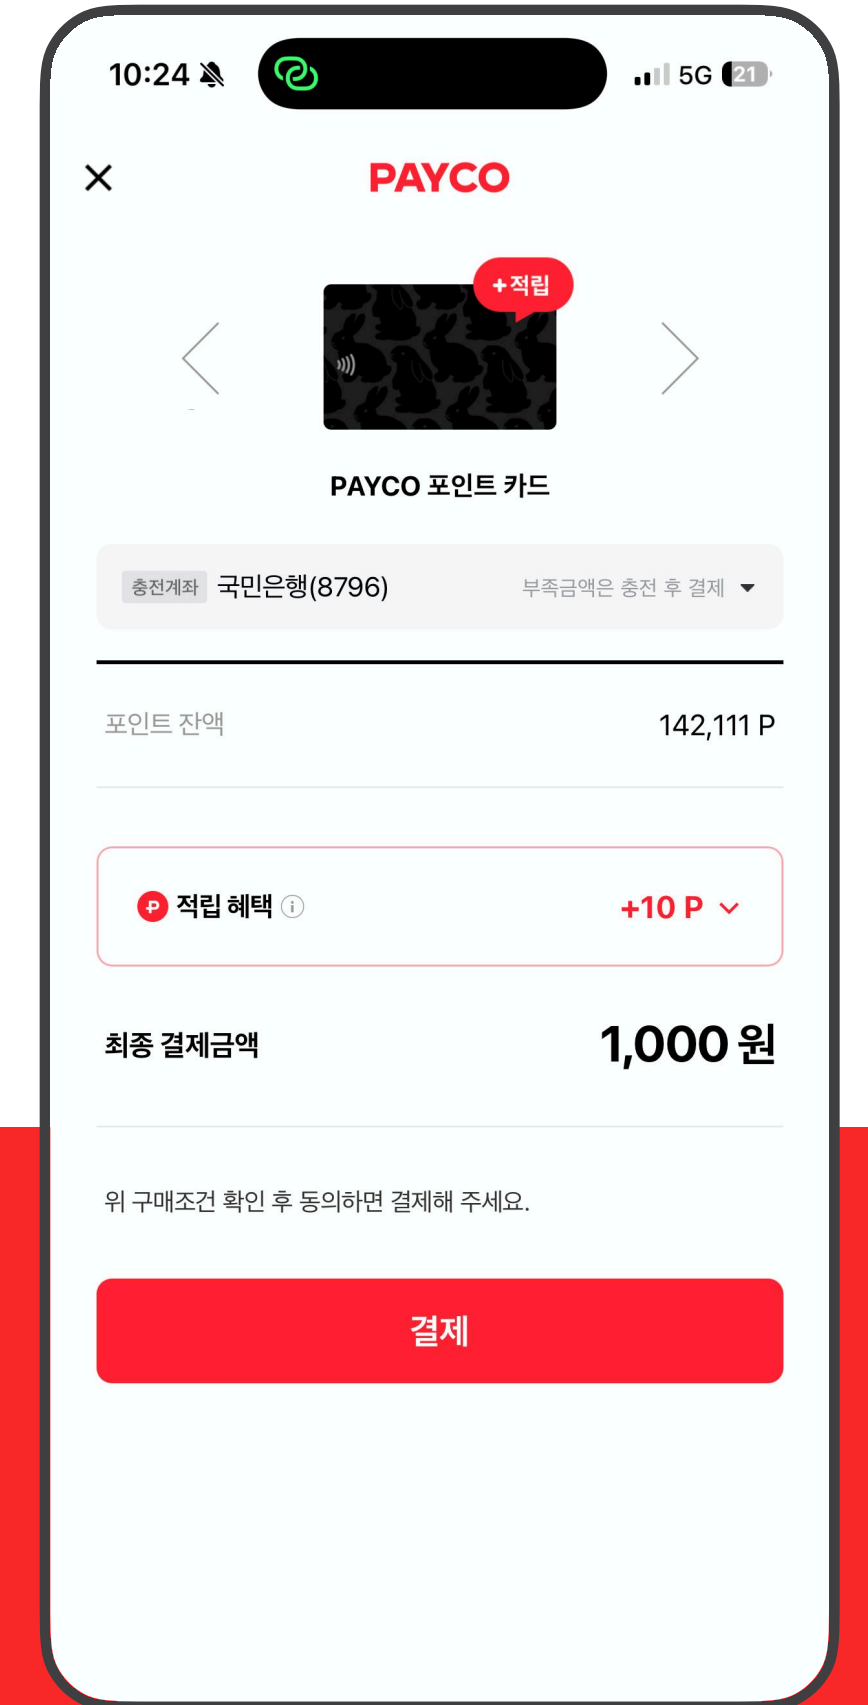 10:24 5G 21
PAYCO
+적립
PAYCO 포인트 카드
충전계좌 국민은행(8796) 부족금액은 충전 후 결제
포인트 잔액 142,111 P
적립 혜택 +10 P
최종 결제금액 1,000원
위 구매조건 확인 후 동의하면 결제해 주세요.
결제